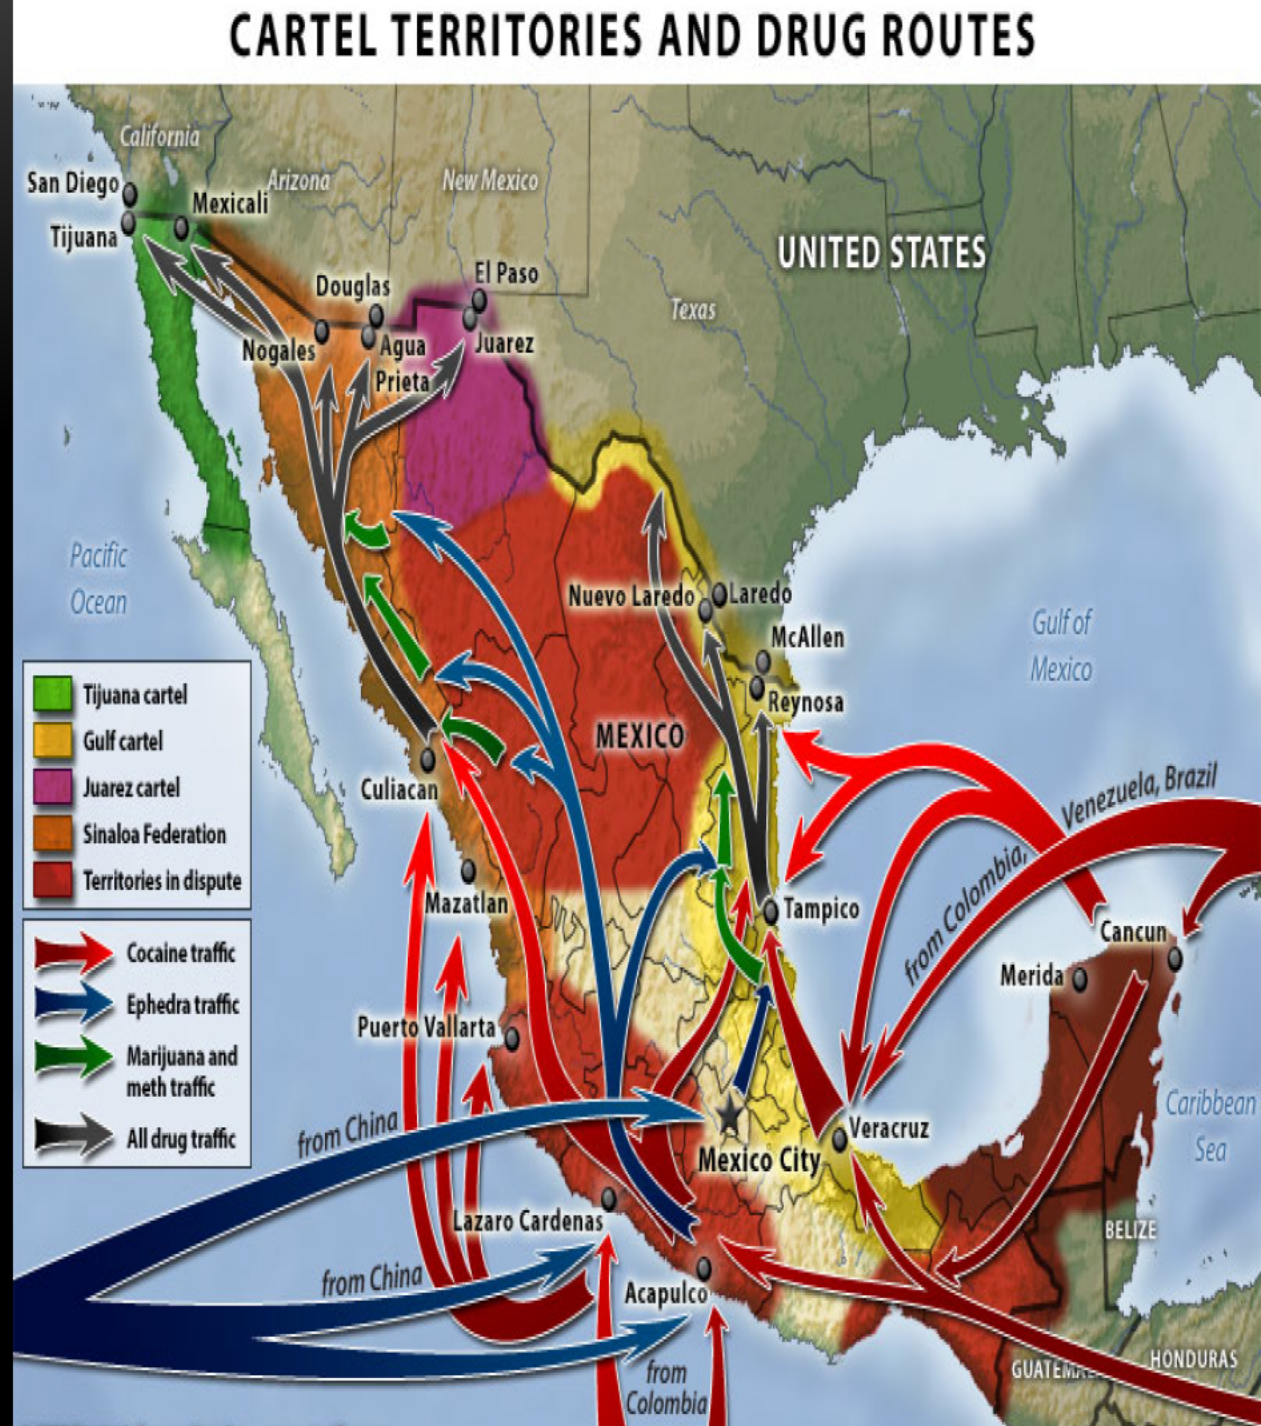 CARTEL TERRITORIES AND DRUG ROUTES
California
San Diego
Mexicali
Arizona
New Mexico
Tijuana
UNITED STATES
El Paso
Douglas
Texas
Nogales
Agua
Prieta
Juarez
Pacific
Ocean
Nuevo Laredo
Laredo
Gulf of
Mexico
McAllen
Reynosa
Tijuana cartel
Gulf cartel
Juarez cartel
Sinaloa Federation
Territories in dispute
MEXICO
Culiacan
Venezuela, Brazil
from Colombia,
Mazatlan
Tampico
Cancun
Merida
Cocaine traffic
Ephedra traffic
Marijuana and
meth traffic
All drug traffic
Puerto Vallarta
from China
Mexico City
Veracruz
Caribbean
Sea
Lazaro Cardenas
BELIZE
from China
Acapulco
from
Colombia
HONDURAS